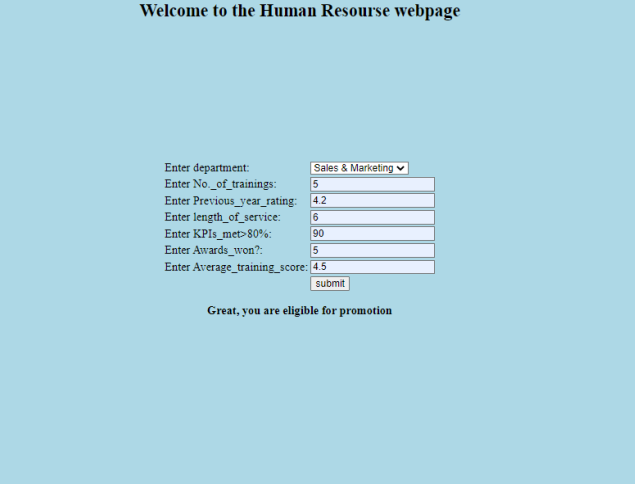 Welcome to the Human Resourse webpage
Enter department: Sales & Marketing
Enter No._of_trainings: 5
Enter Previous_year_rating: 4.2
Enter length_of_service: 6
Enter KPIs_met>80%: 90
Enter Awards_won?: 5
Enter Average_training_score: 4.5
submit
Great, you are eligible for promotion